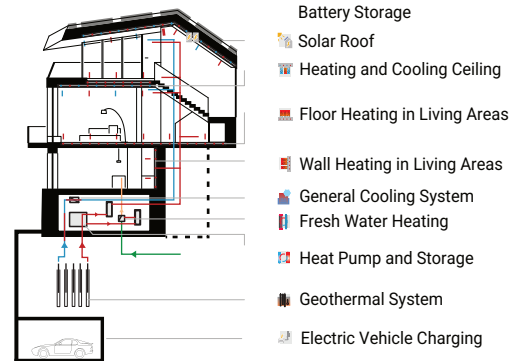 Battery Storage
Solar Roof
Heating and Cooling Ceiling
Floor Heating in Living Areas
Wall Heating in Living Areas
General Cooling System
Fresh Water Heating
Heat Pump and Storage
Geothermal System
Electric Vehicle Charging